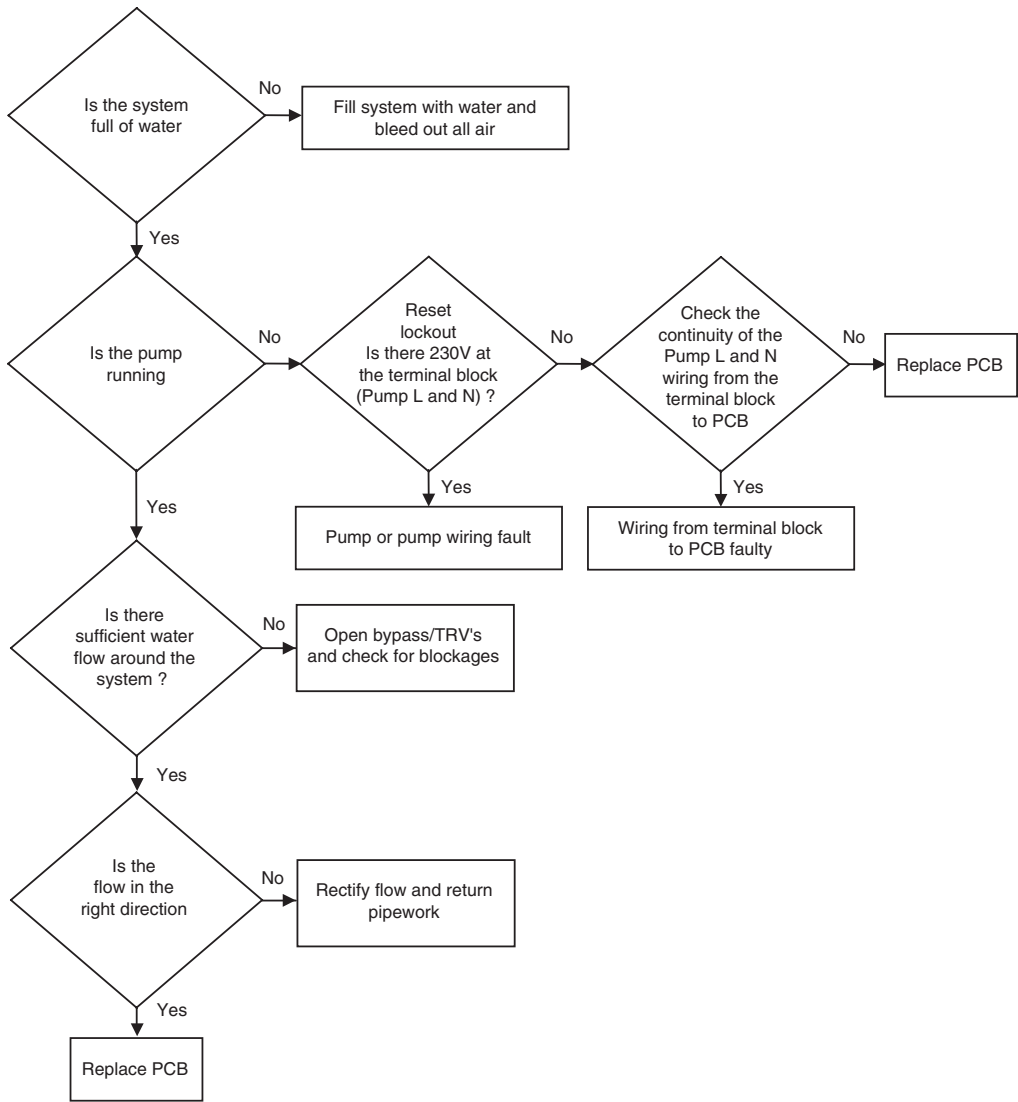 Is the system
full of water
No
Fill system with water and
bleed out all air
Yes
Is the pump
running
No
Reset
lockout
Is there 230V at
the terminal block
(Pump L and N) ?
No
Check the
continuity of the
Pump L and N
wiring from the
terminal block
to PCB
No
Replace PCB
Yes
Pump or pump wiring fault
Yes
Wiring from terminal block
to PCB faulty
Yes
Is there
sufficient water
flow around the
system ?
No
Open bypass/TRV's
and check for blockages
Yes
Is the
flow in the
right direction
No
Rectify flow and return
pipework
Yes
Replace PCB